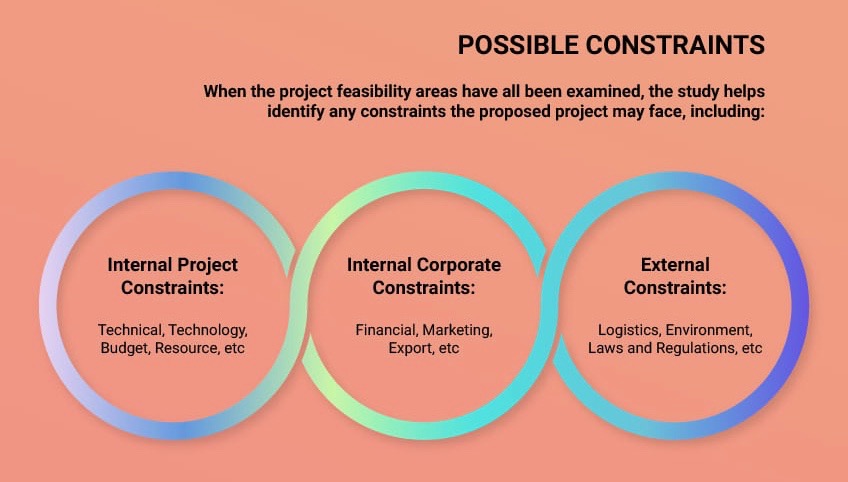 POSSIBLE CONSTRAINTS
When the project feasibility areas have all been examined, the study helps
identify any constraints the proposed project may face, including:
Internal Project
Constraints:
Technical, Technology,
Budget, Resource, etc
Internal Corporate
Constraints:
Financial, Marketing,
Export, etc
External
Constraints:
Logistics, Environment,
Laws and Regulations, etc